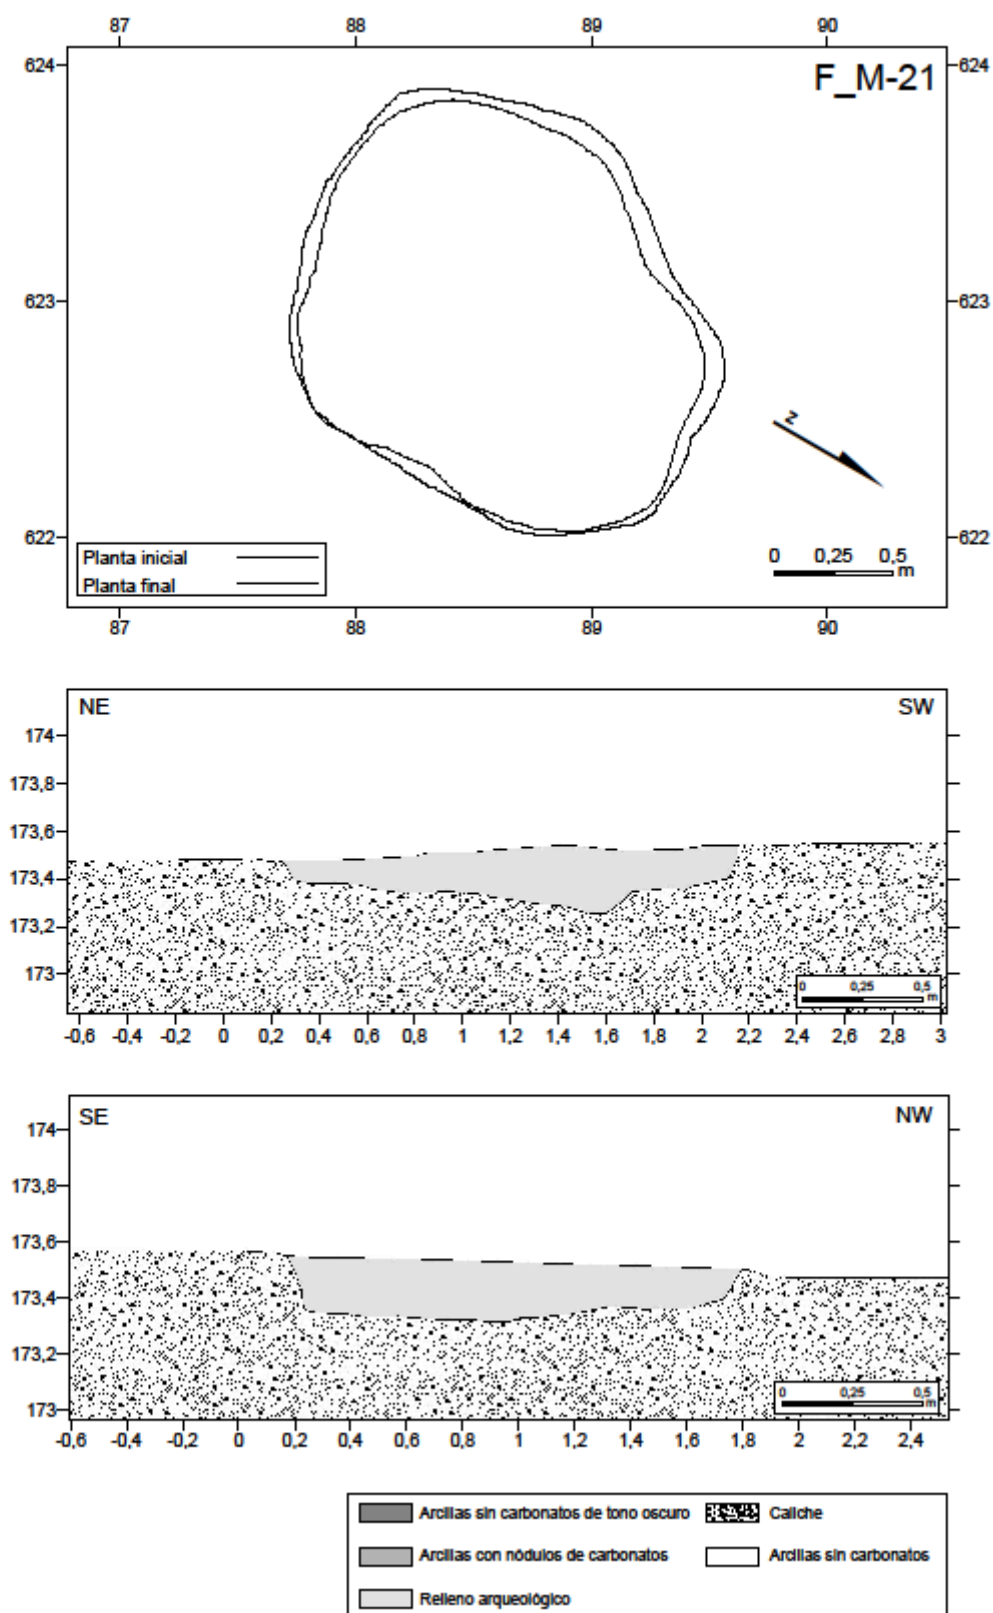 87 88 89 90
624 F_M-21 624
623 623
z
622 622
Planta inicial
Planta final
0 0,25 0,5
m
87 88 89 90
NE SW
174
173,8
173,6
173,4
173,2
173
0 0,25 0,5
m
-0,6 -0,4 -0,2 0 0,2 0,4 0,6 0,8 1 1,2 1,4 1,6 1,8 2 2,2 2,4 2,6 2,8 3
SE NW
174
173,8
173,6
173,4
173,2
173
0 0,25 0,5
m
-0,6 -0,4 -0,2 0 0,2 0,4 0,6 0,8 1 1,2 1,4 1,6 1,8 2 2,2 2,4
Arcillas sin carbonatos de tono oscuro Caliche
Arcillas con nódulos de carbonatos Arcillas sin carbonatos
Relleno arqueológico